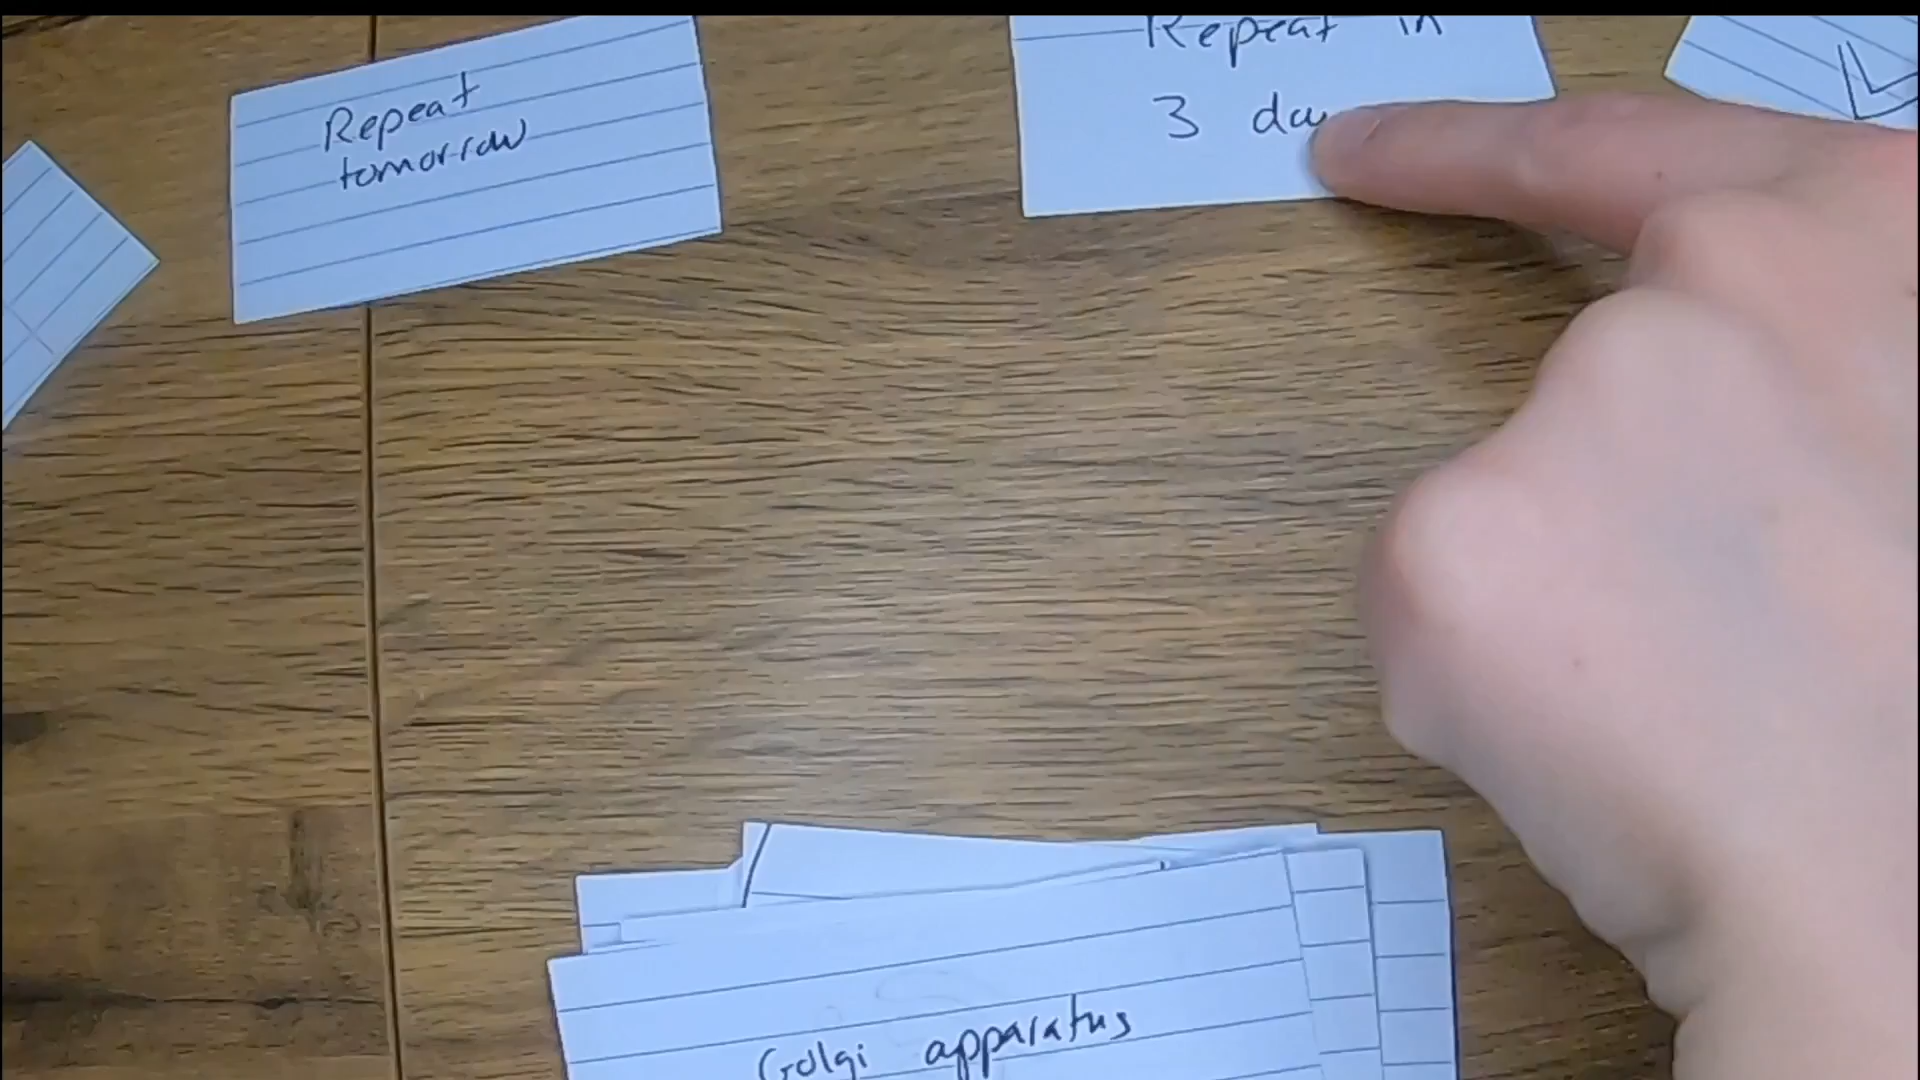 Repeat
tomorrow
Repeat in
3
Golgi apparatus